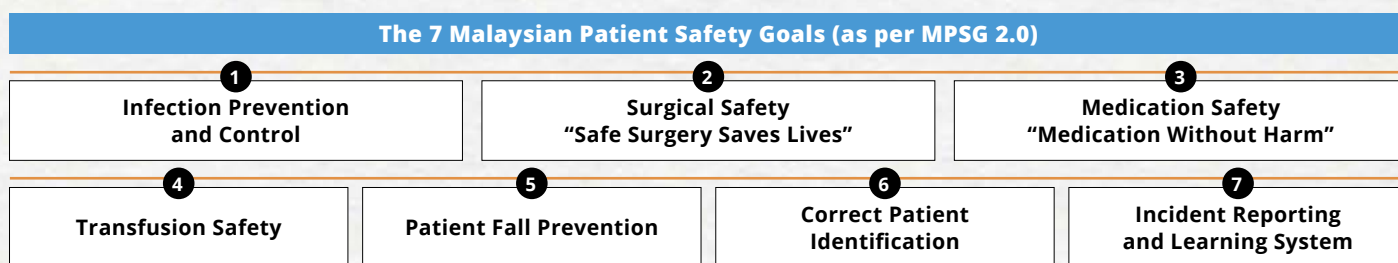 The 7 Malaysian Patient Safety Goals (as per MPSG 2.0)
1
Infection Prevention
and Control
2
Surgical Safety
“Safe Surgery Saves Lives”
3
Medication Safety
“Medication Without Harm”
4
Transfusion Safety
5
Patient Fall Prevention
6
Correct Patient
Identification
7
Incident Reporting
and Learning System